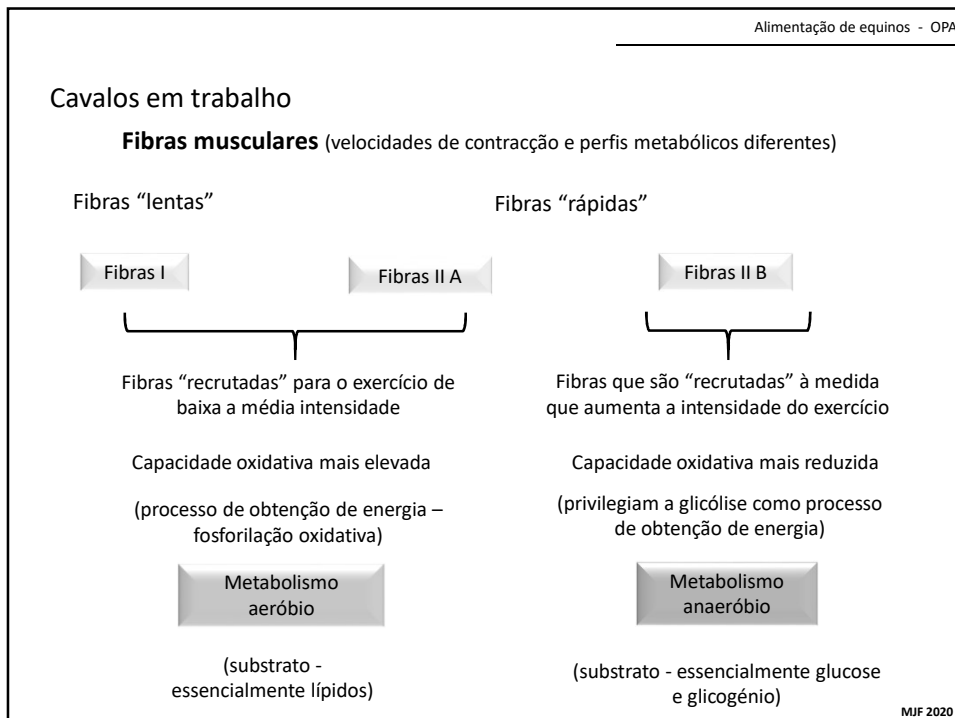 Alimentação de equinos - OPA
Cavalos em trabalho
Fibras musculares (velocidades de contracção e perfis metabólicos diferentes)
Fibras “lentas”
Fibras “rápidas”
Fibras I
Fibras II A
Fibras II B
Fibras “recrutadas” para o exercício de
baixa a média intensidade
Capacidade oxidativa mais elevada
(processo de obtenção de energia –
fosforilação oxidativa)
Metabolismo
aeróbio
(substrato -
essencialmente lípidos)
Fibras que são “recrutadas” à medida
que aumenta a intensidade do exercício
Capacidade oxidativa mais reduzida
(privilegiam a glicólise como processo
de obtenção de energia)
Metabolismo
anaeróbio
(substrato - essencialmente glucose
e glicogénio)
MJF 2020